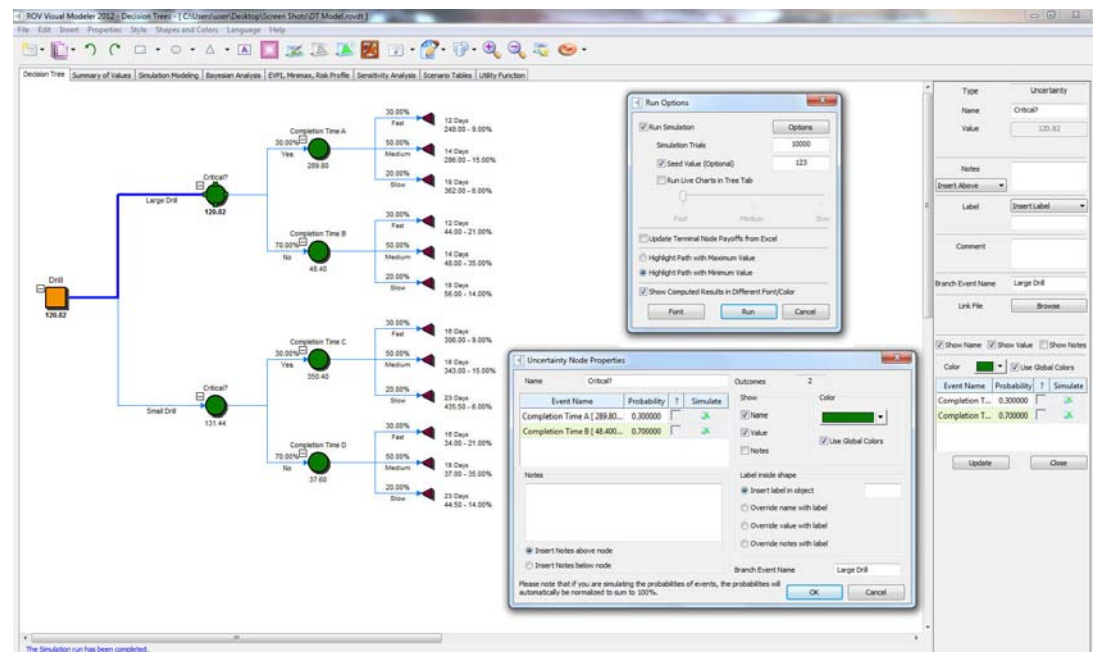 ROV Visual Modeler 2012 - Decision Trees - [ C:\Users\user\Desktop\Screen Shots\DT Model.rovdt ]
File Edit Insert Properties Style Shapes and Colors Language Help
Decision Tree Summary of Values Simulation Modeling Bayesian Analysis EVPI, Minimax, Risk Profile Sensitivity Analysis Scenario Tables Utility Function
Drill
120.82
Large Drill
Critical?
120.82
30.00%
Yes
Completion Time A
289.80
30.00%
Fast
12 Days
248.00 - 9.00%
50.00%
Medium
14 Days
286.00 - 15.00%
20.00%
Slow
18 Days
362.00 - 6.00%
70.00%
No
Completion Time B
48.40
30.00%
Fast
12 Days
44.00 - 21.00%
50.00%
Medium
14 Days
48.00 - 35.00%
20.00%
Slow
18 Days
56.00 - 14.00%
Small Drill
Critical?
131.44
30.00%
Yes
Completion Time C
350.40
30.00%
Fast
16 Days
306.00 - 9.00%
50.00%
Medium
18 Days
343.00 - 15.00%
20.00%
Slow
23 Days
435.50 - 6.00%
70.00%
No
Completion Time D
37.60
30.00%
Fast
16 Days
34.00 - 21.00%
50.00%
Medium
18 Days
37.00 - 35.00%
20.00%
Slow
23 Days
44.50 - 14.00%
Run Options
Run Simulation Options
Simulation Trials 10000
Seed Value (Optional) 123
Run Live Charts in Tree Tab
Fast Medium Slow
Update Terminal Node Payoffs from Excel
Highlight Path with Maximum Value
Highlight Path with Minimum Value
Show Computed Results in Different Font/Color
Font Run Cancel
Uncertainty Node Properties
Name Critical? Outcomes 2
Event Name Probability ? Simulate
Completion Time A [ 289.80... 0.300000
Completion Time B [ 48.400... 0.700000
Show Color
Name
Value
Notes
Use Global Colors
Notes
Insert Notes above node
Insert Notes below node
Label inside shape
Insert label in object
Override name with label
Override value with label
Override notes with label
Branch Event Name Large Drill
Please note that if you are simulating the probabilities of events, the probabilities will
automatically be normalized to sum to 100%.
OK Cancel
Type Uncertainty
Name Critical?
Value 120.82
Notes
Insert Above
Label Insert Label
Comment
Branch Event Name Large Drill
Link File Browse
Show Name Show Value Show Notes
Color Use Global Colors
Event Name Probability ? Simulate
Completion T... 0.300000
Completion T... 0.700000
Update Close
The Simulation run has been completed.